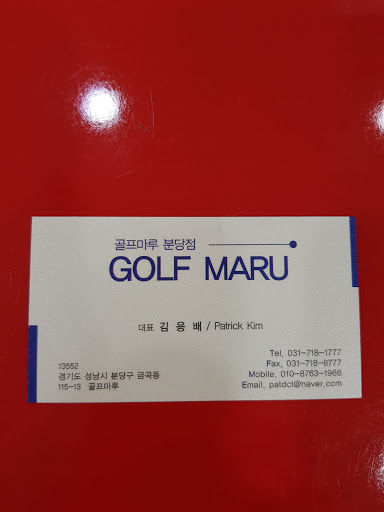 골프마루 분당점
GOLF MARU
대표 김 용 배 / Patrick Kim
13552
경기도 성남시 분당구 금곡동
115-13 골프마루
Tel. 031-718-1777
Fax. 031-718-6777
Mobile. 010-8763-1966
Email. patdct@naver.com